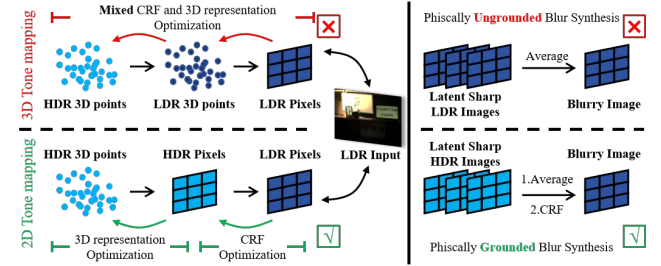 3D Tone mapping
Mixed CRF and 3D representation
Optimization
HDR 3D points
LDR 3D points
LDR Pixels
LDR Input
2D Tone mapping
HDR 3D points
HDR Pixels
LDR Pixels
3D representation
Optimization
CRF
Optimization
Phiscally Ungrounded Blur Synthesis
Average
Latent Sharp
LDR Images
Blurry Image
Latent Sharp
HDR Images
Blurry Image
1.Average
2.CRF
Phiscally Grounded Blur Synthesis